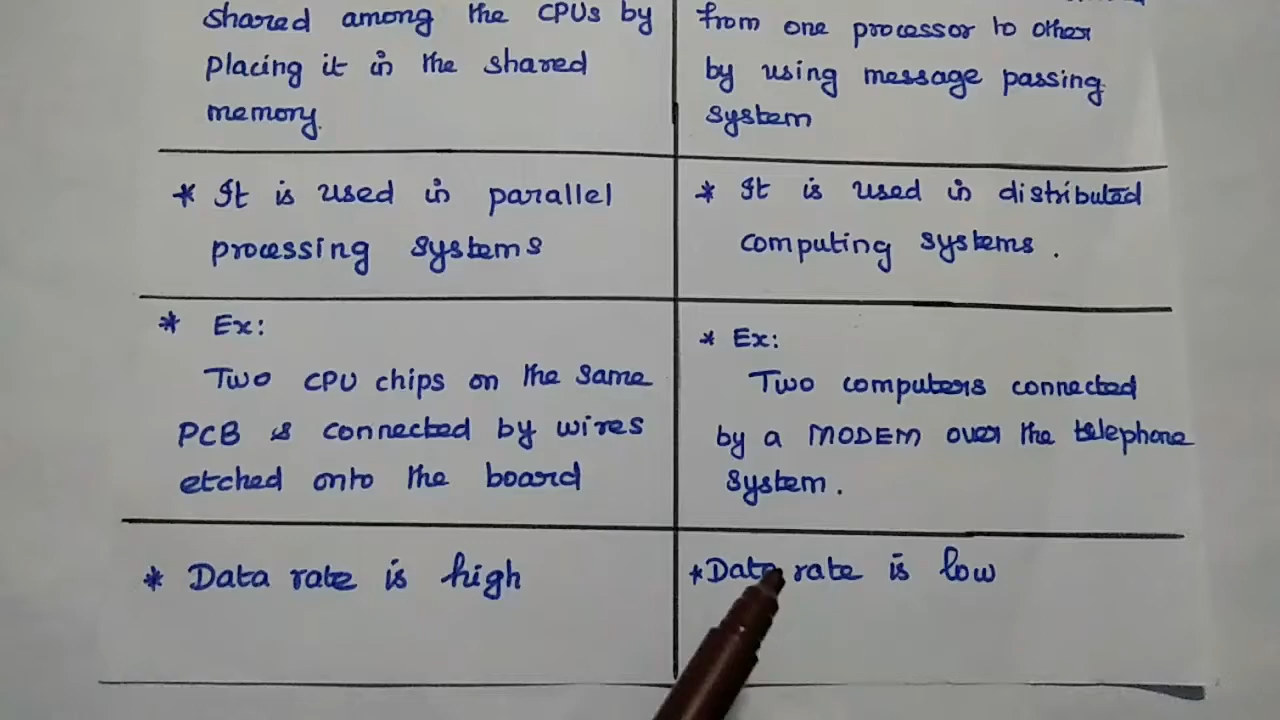 shared among the CPUs by
placing it in the shared
memory.
from one processor to other
by using message passing
system
* It is used in parallel
processing systems
* It is used in distributed
computing systems .
* Ex:
Two CPU chips on the same
PCB is connected by wires
etched onto the board
* Ex:
Two computers connected
by a MODEM over the telephone
system .
* Data rate is high
* Data rate is low